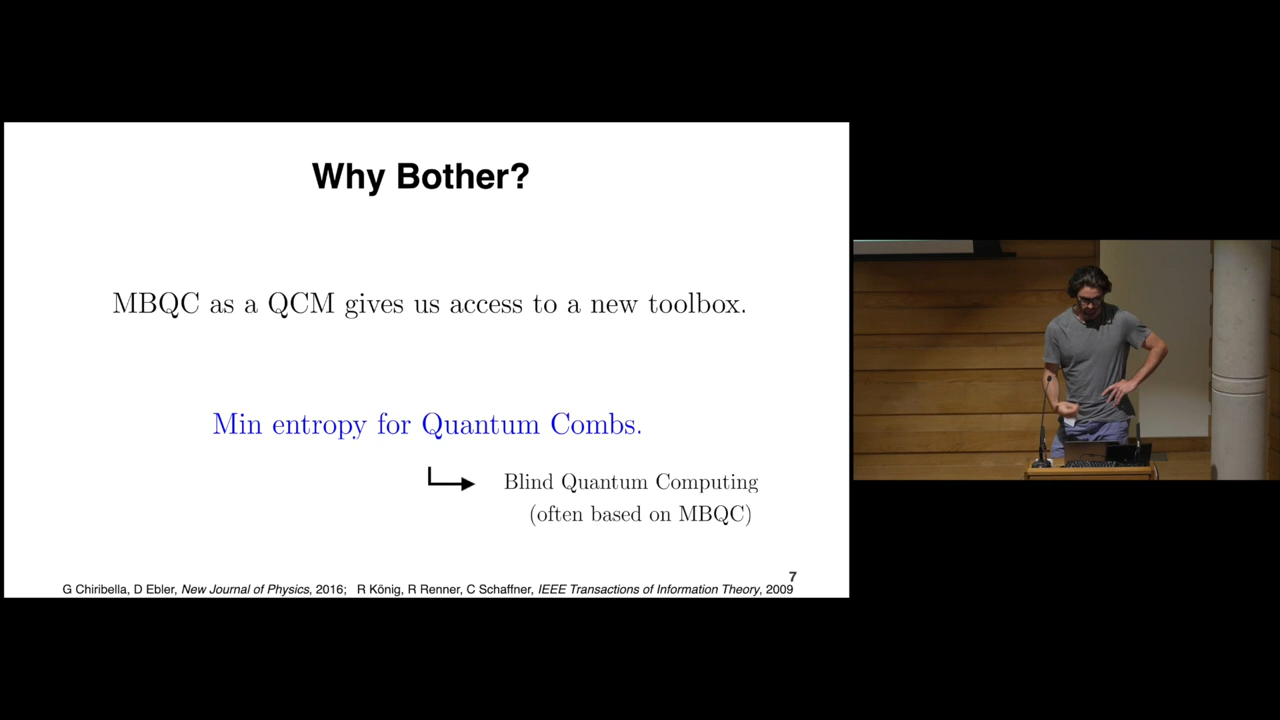 Why Bother?
MBQC as a QCM gives us access to a new toolbox.
Min entropy for Quantum Combs.
Blind Quantum Computing
(often based on MBQC)
7
G Chiribella, D Ebler, New Journal of Physics, 2016; R König, R Renner, C Schaffner, IEEE Transactions of Information Theory, 2009